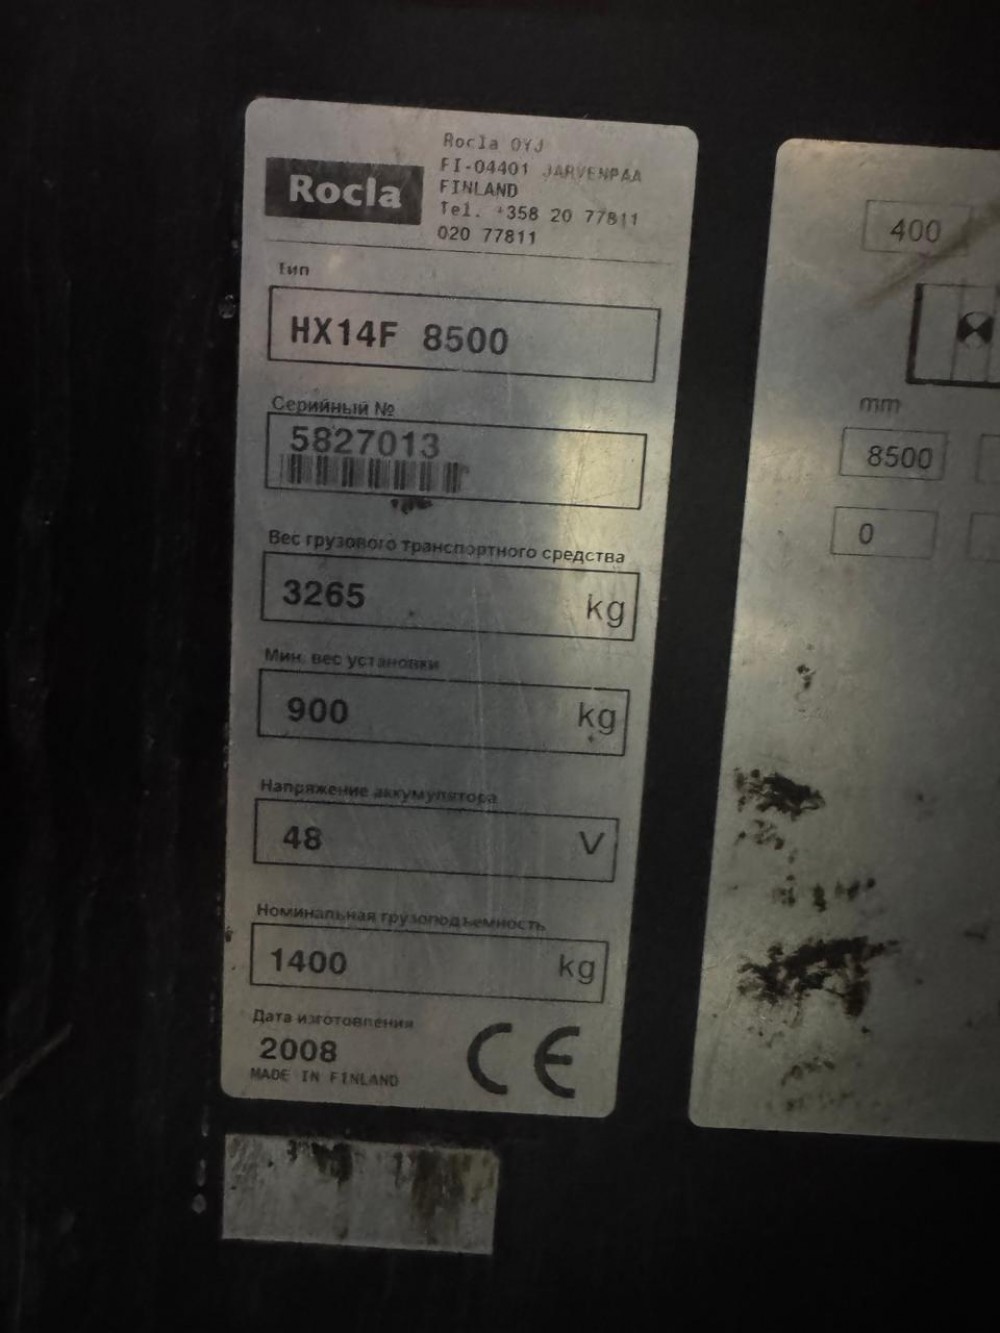 Rocla
Rocla OYJ
FI-04401 JARVENPAA
FINLAND
Tel. +358 20 77811
020 77811
Тип
HX14F 8500
Серийный №
5827013
Вес грузового транспортного средства
3265 kg
Мин. вес установки
900 kg
Напряжение аккумулятора
48 V
Номинальная грузоподъемность
1400 kg
Дата изготовления
2008
MADE IN FINLAND
CE
400
mm
8500
0